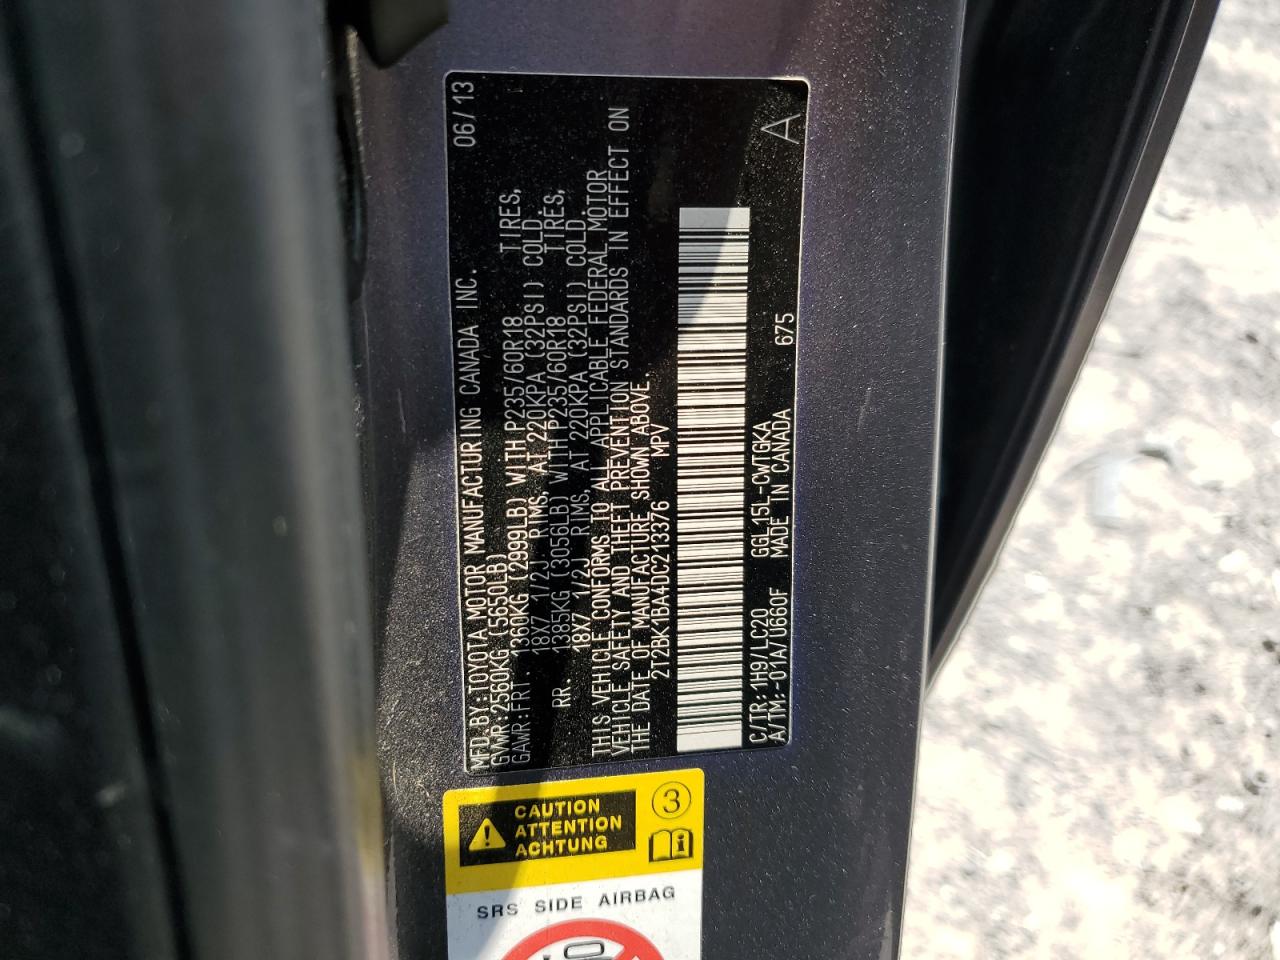 MFD.BY:TOYOTA MOTOR MANUFACTURING CANADA INC. 06/13
GVWR:2560KG (5650LB)
GAWR:FRT. 1360KG (2999LB) WITH P235/60R18 TIRES,
18X7 1/2J RIMS, AT 220KPA (32PSI) COLD.
RR. 1385KG (3056LB) WITH P235/60R18 TIRES,
18X7 1/2J RIMS, AT 220KPA (32PSI) COLD.
THIS VEHICLE CONFORMS TO ALL APPLICABLE FEDERAL MOTOR
VEHICLE SAFETY AND THEFT PREVENTION STANDARDS IN EFFECT ON
THE DATE OF MANUFACTURE SHOWN ABOVE.
2T2BK1BA4DC213376 MPV
C/TR:1H9/LC20 GGL15L-CWTGKA
A/TM:-01A/U660F MADE IN CANADA 675 A
CAUTION
ATTENTION
ACHTUNG
3
SRS SIDE AIRBAG